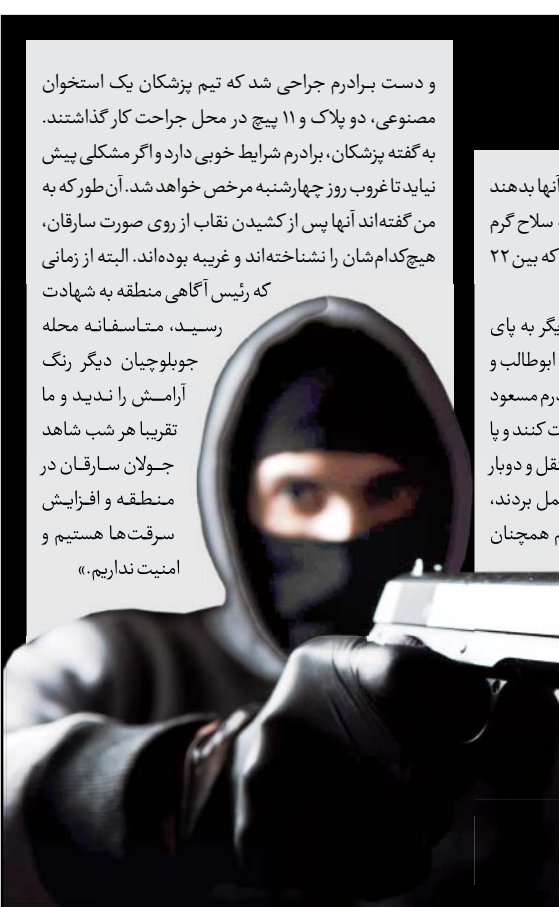 آنها بدهند
سلاح گرم
که بین ۲۲
یگر به پای
ابوطالب و
درم مسعود
ت کنند و پا
نقل و دوبار
مل بردند،
م همچنان
و دست برادرم جراحی شد که تیم پزشکان یک استخوان
مصنوعی، دو پلاک و ۱۱ پیچ در محل جراحت کار گذاشتند.
به گفته پزشکان، برادرم شرایط خوبی دارد و اگر مشکلی پیش
نیاید تا غروب روز چهارشنبه مرخص خواهد شد. آن‌طور که به
من گفته‌اند آنها پس از کشیدن نقاب از روی صورت سارقان،
هیچ‌کدام‌شان را نشناخته‌اند و غریبه بوده‌اند. البته از زمانی
که رئیس آگاهی منطقه به شهادت
رسید، متاسفانه محله
جوبلوچیان دیگر رنگ
آرامش را ندید و ما
تقریبا هر شب شاهد
جولان سارقان در
منطقه و افزایش
سرقت‌ها هستیم و
امنیت نداریم.»